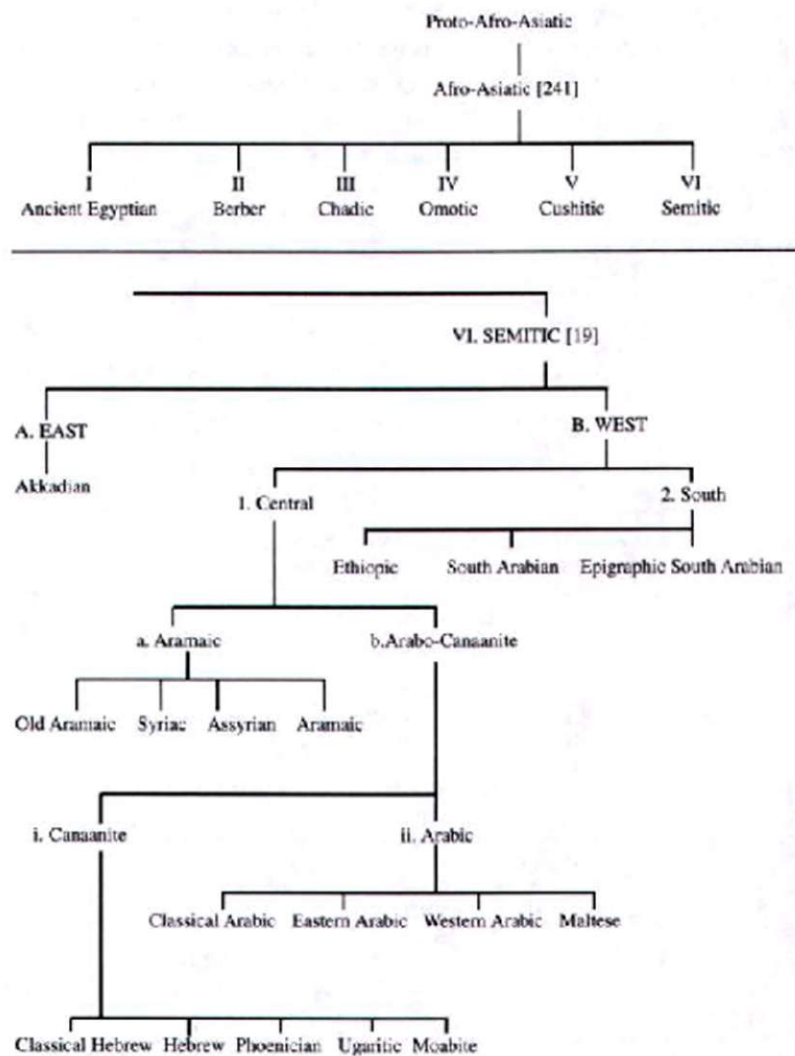 Proto-Afro-Asiatic
Afro-Asiatic [241]
I II III IV V VI
Ancient Egyptian Berber Chadic Omotic Cushitic Semitic
VI. SEMITIC [19]
A. EAST B. WEST
Akkadian
1. Central 2. South
Ethiopic South Arabian Epigraphic South Arabian
a. Aramaic b.Arabo-Canaanite
Old Aramaic Syriac Assyrian Aramaic
i. Canaanite ii. Arabic
Classical Arabic Eastern Arabic Western Arabic Maltese
Classical Hebrew Hebrew Phoenician Ugaritic Moabite